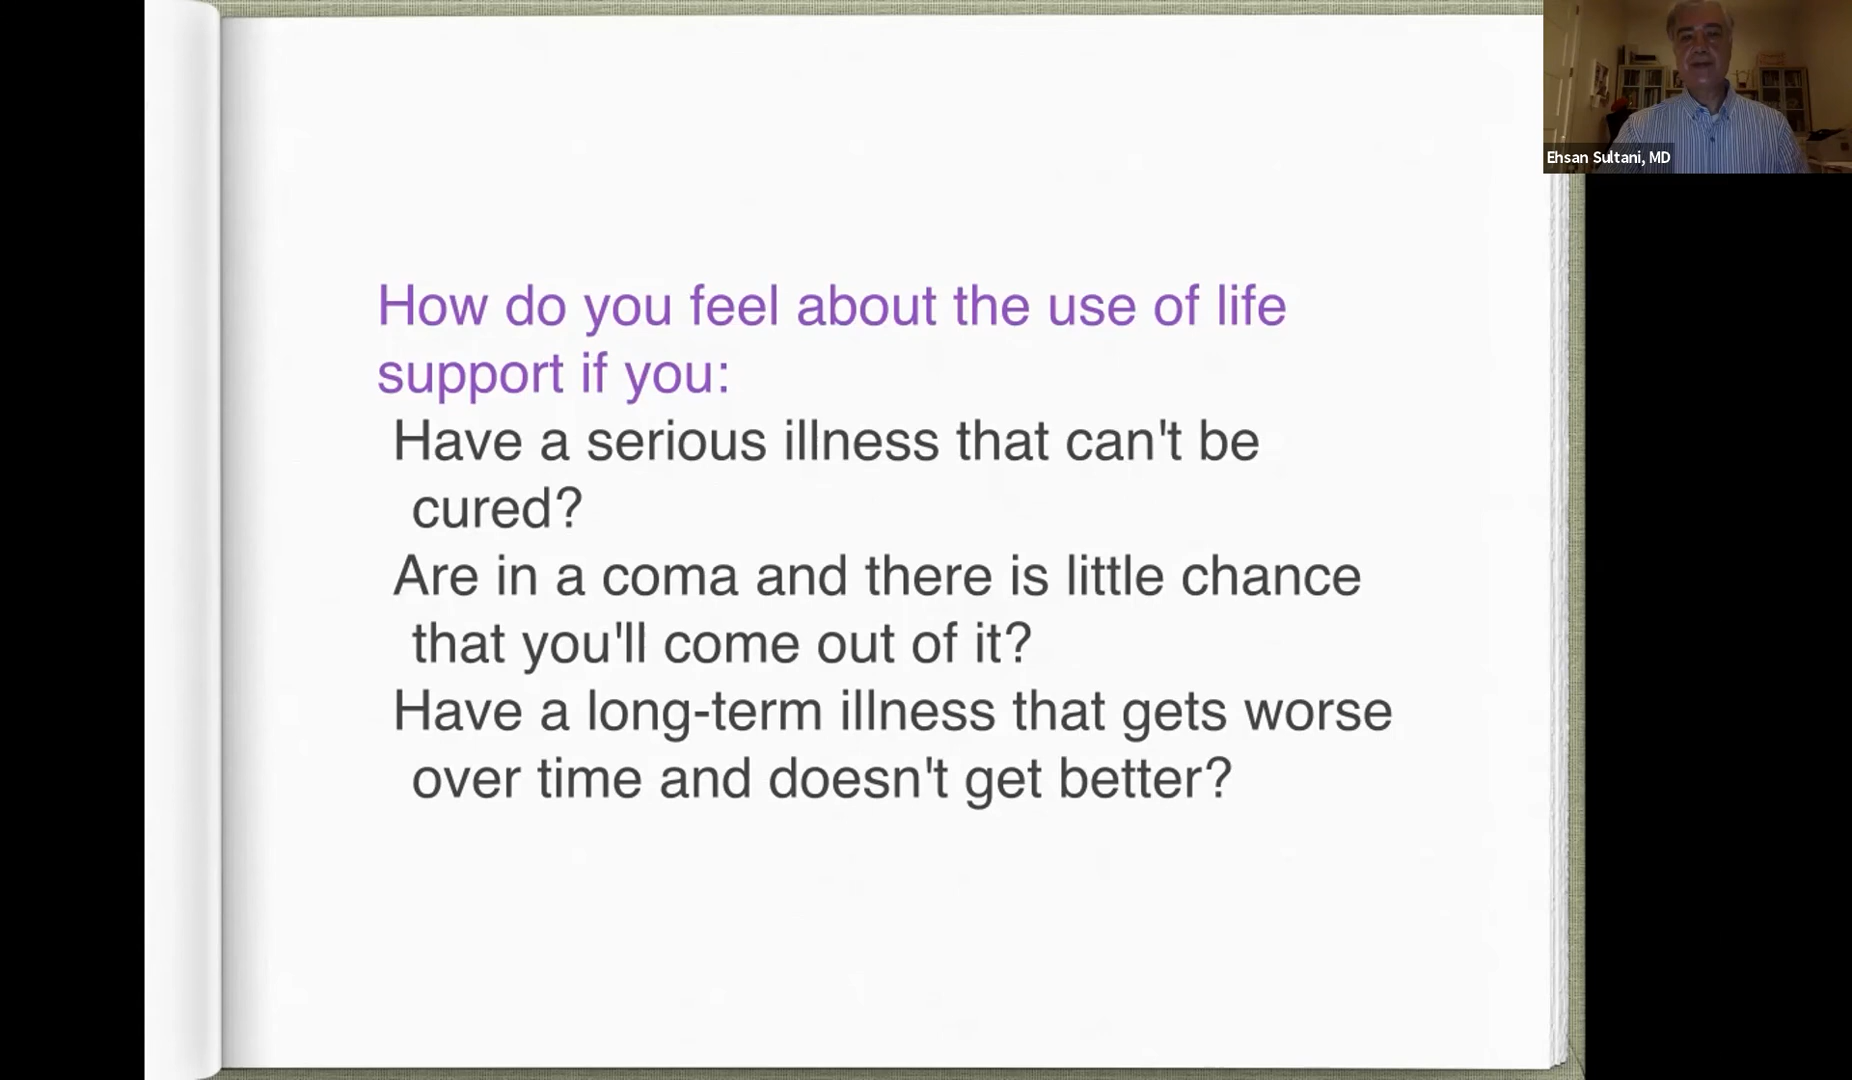 How do you feel about the use of life
support if you:
Have a serious illness that can't be
cured?
Are in a coma and there is little chance
that you'll come out of it?
Have a long-term illness that gets worse
over time and doesn't get better?
Ehsan Sultani, MD